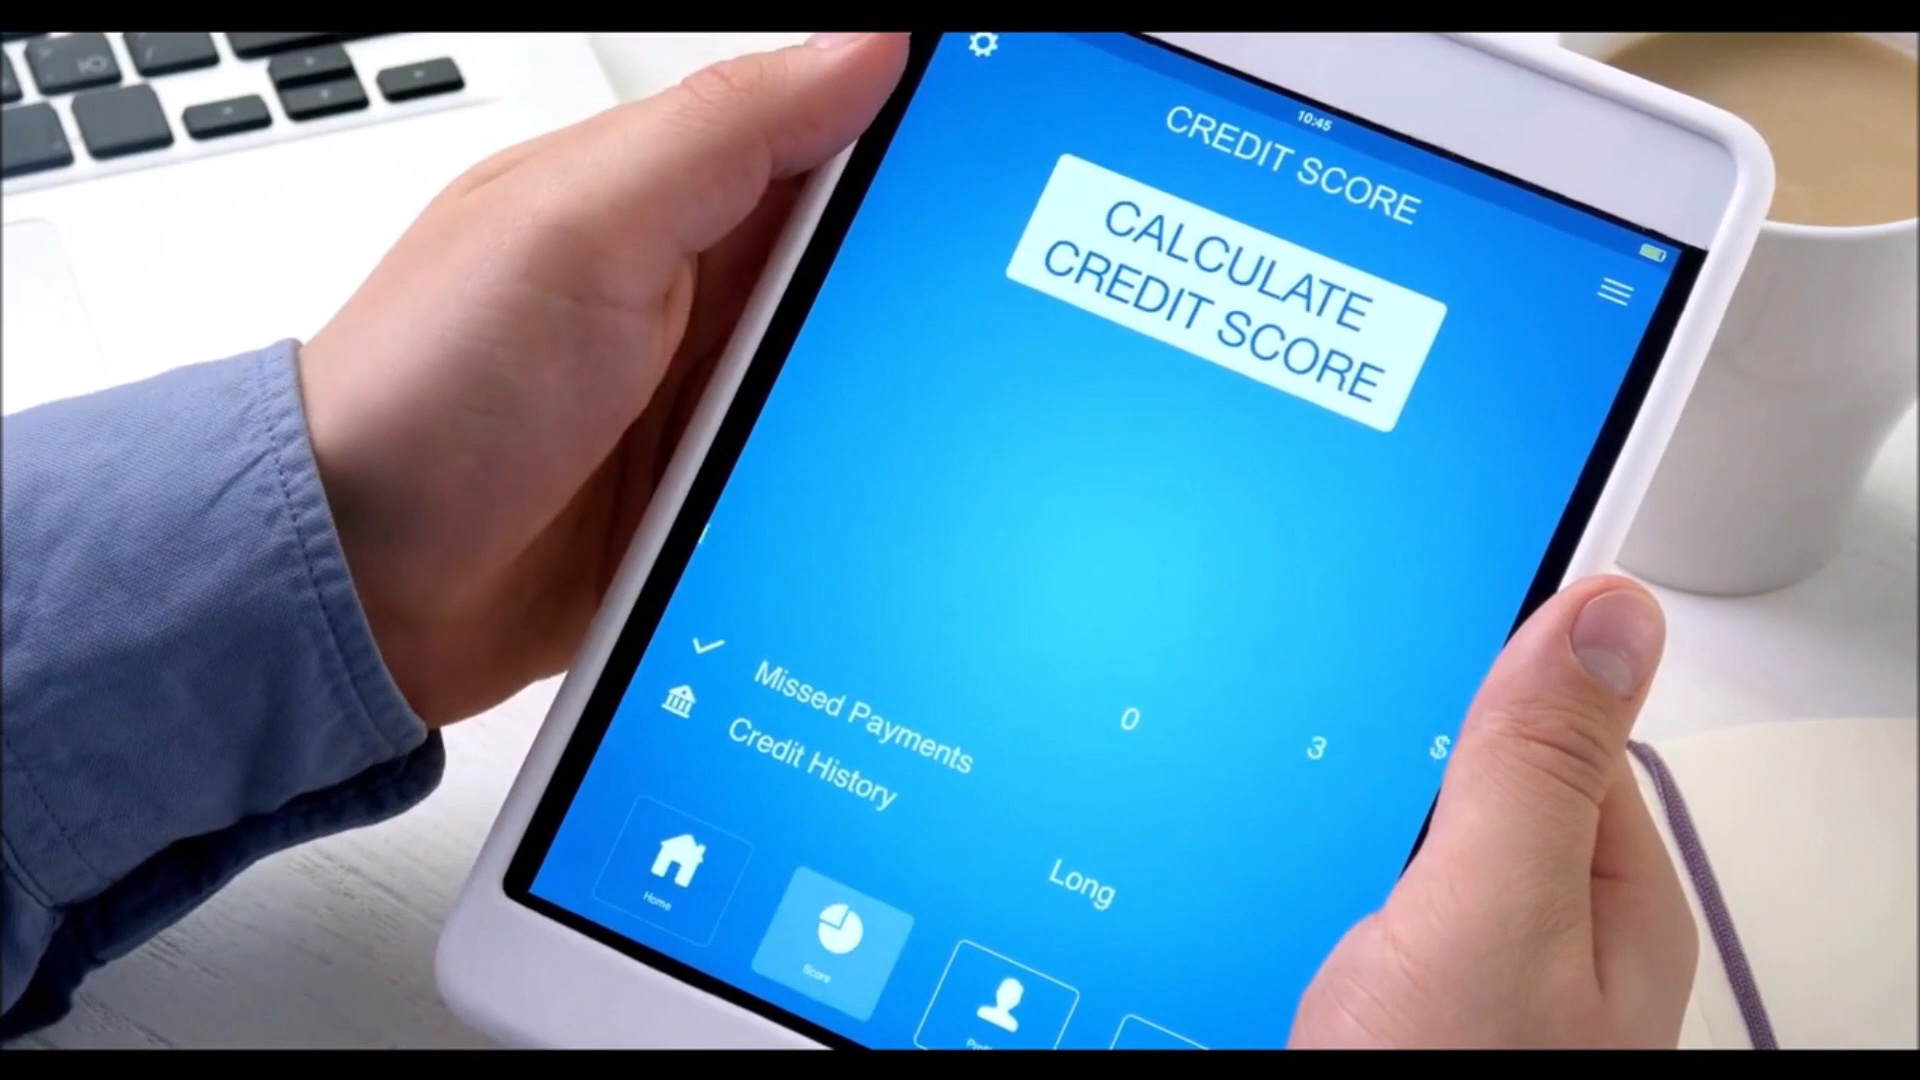 10:45
CREDIT SCORE
CALCULATE
CREDIT SCORE
Missed Payments 0
Credit History Long
3 $
Home
Score